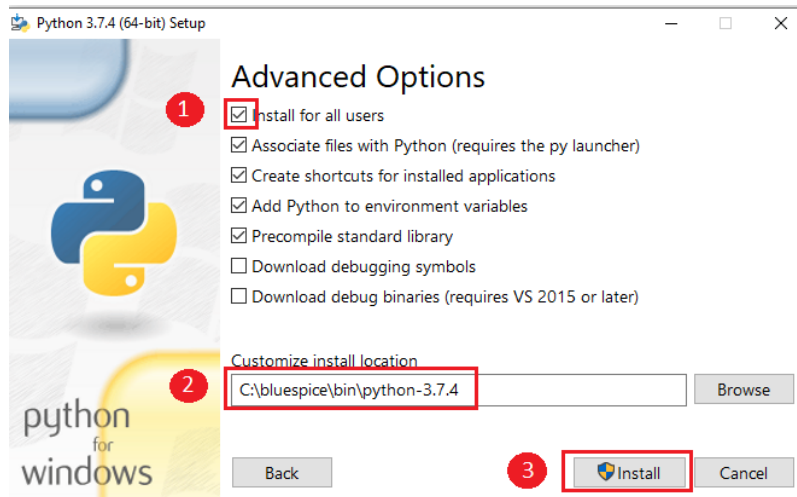 Python 3.7.4 (64-bit) Setup
Advanced Options
1
Install for all users
Associate files with Python (requires the py launcher)
Create shortcuts for installed applications
Add Python to environment variables
Precompile standard library
Download debugging symbols
Download debug binaries (requires VS 2015 or later)
Customize install location
2
C:\bluespice\bin\python-3.7.4
Browse
python
for
windows
Back
3
Install
Cancel